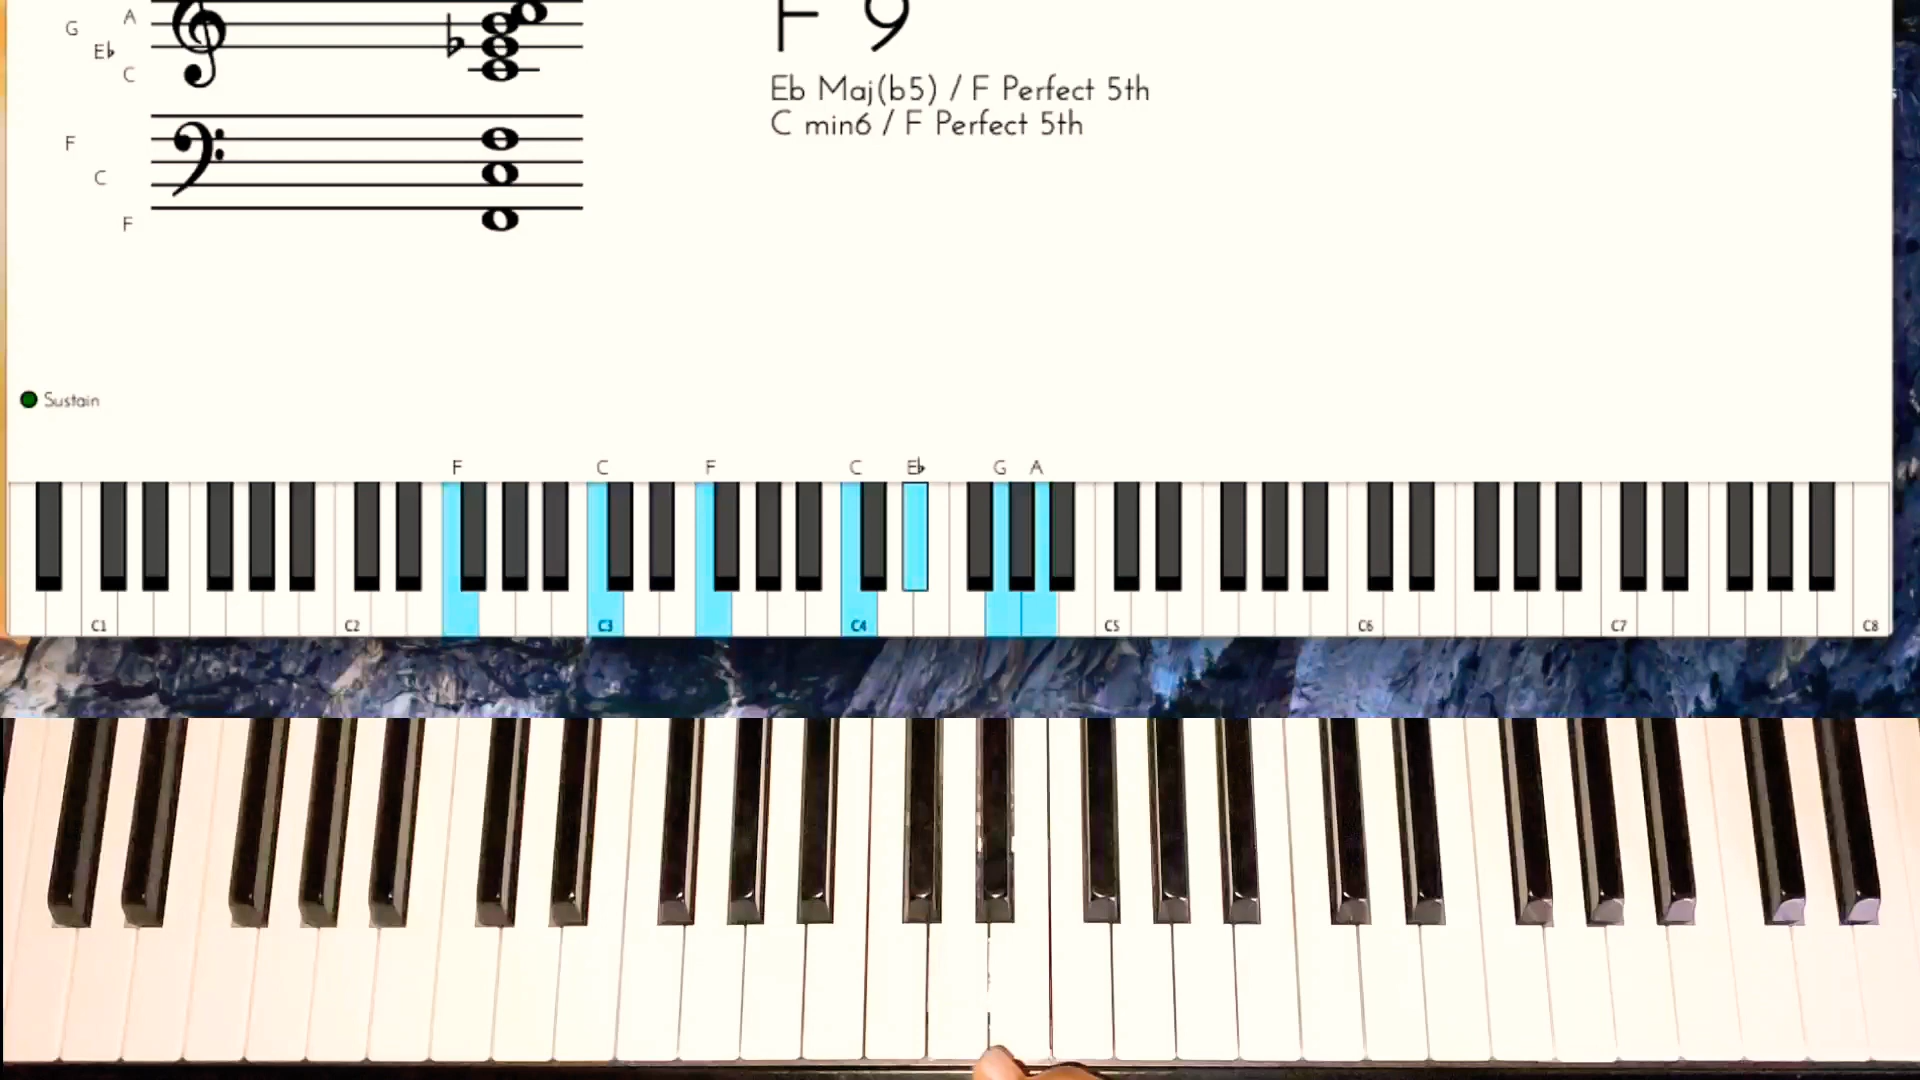 F 9
A
G
Eb
C
Eb Maj(b5) / F Perfect 5th
C min6 / F Perfect 5th
F
C
F
Sustain
F C F C E♭ G A
C1 C2 C3 C4 C5 C6 C7 C8